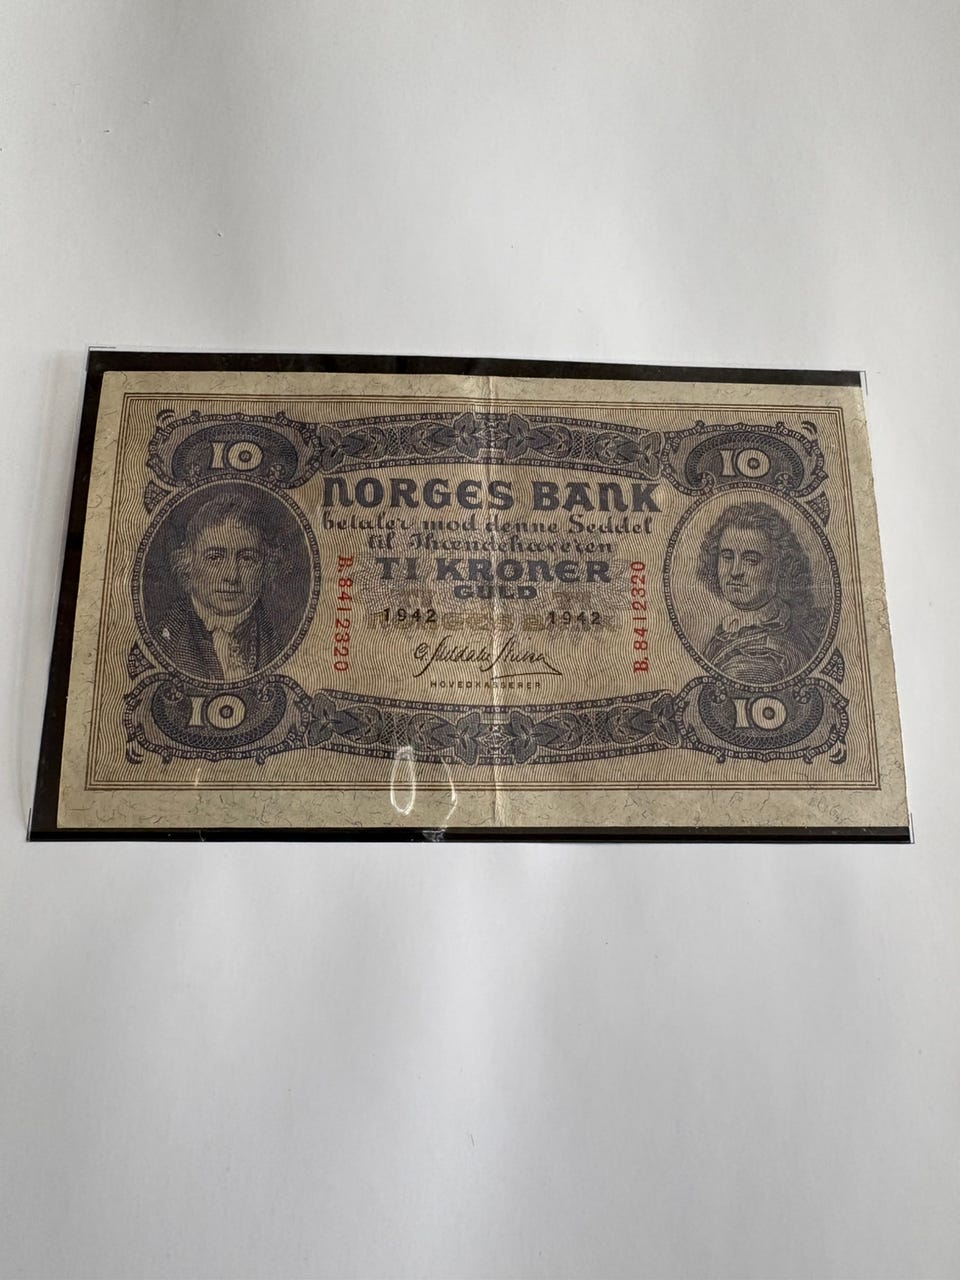 10 10
NORGES BANK
betaler mod denne Seddel
til Ihændehaveren
TI KRONER
GULD
1942 1942
B.8412320 B.8412320
HOVEDKASSERER
10 10